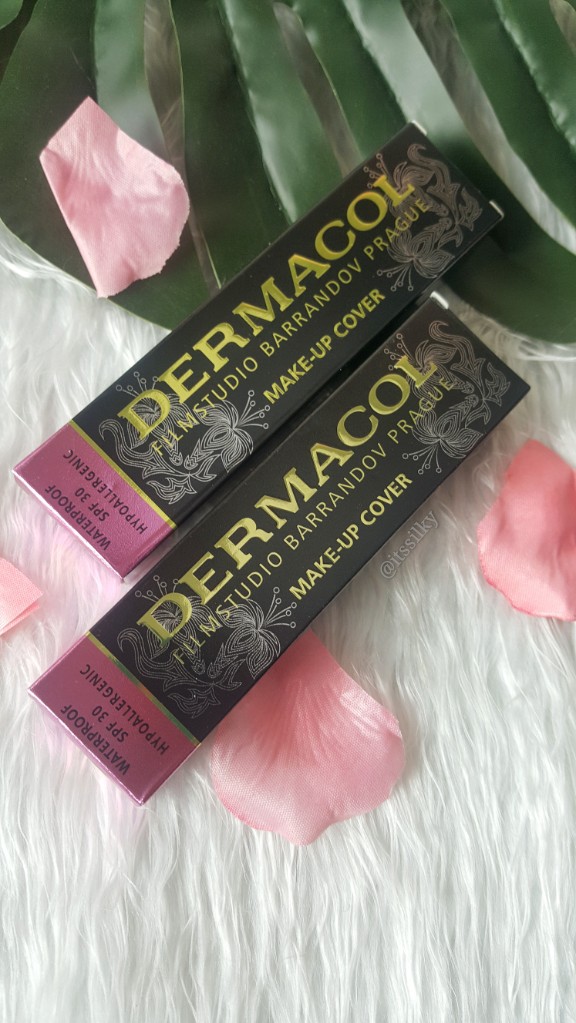 DERMACOL
FILMSTUDIO BARRANDOV PRAGUE
MAKE-UP COVER
WATERPROOF
SPF 30
HYPOALLERGENIC
DERMACOL
FILMSTUDIO BARRANDOV PRAGUE
MAKE-UP COVER
WATERPROOF
SPF 30
HYPOALLERGENIC
@itssilky